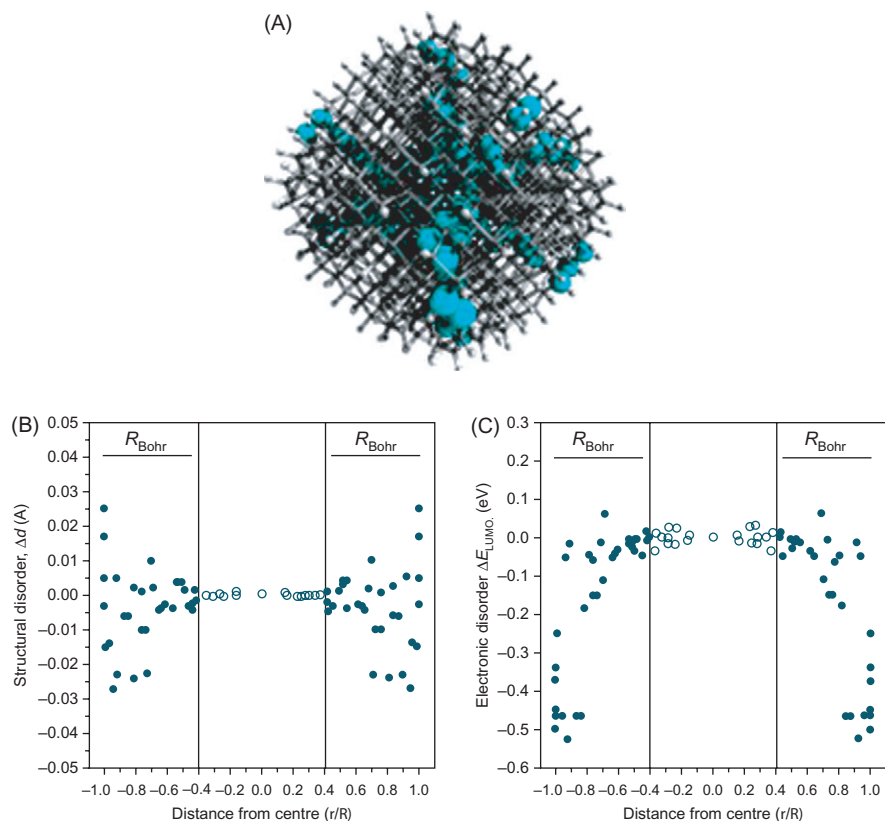 (A)
(B)
R_Bohr
R_Bohr
0.05
0.04
0.03
0.02
0.01
0.00
−0.01
−0.02
−0.03
−0.04
−0.05
Structural disorder, Δd (A)
−1.0 −0.8 −0.6 −0.4 −0.2 0.0 0.2 0.4 0.6 0.8 1.0
Distance from centre (r/R)
(C)
R_Bohr
R_Bohr
0.3
0.2
0.1
0.0
−0.1
−0.2
−0.3
−0.4
−0.5
−0.6
Electronic disorder ΔE_LUMO. (eV)
−1.0 −0.8 −0.6 −0.4 −0.2 0.0 0.2 0.4 0.6 0.8 1.0
Distance from centre (r/R)